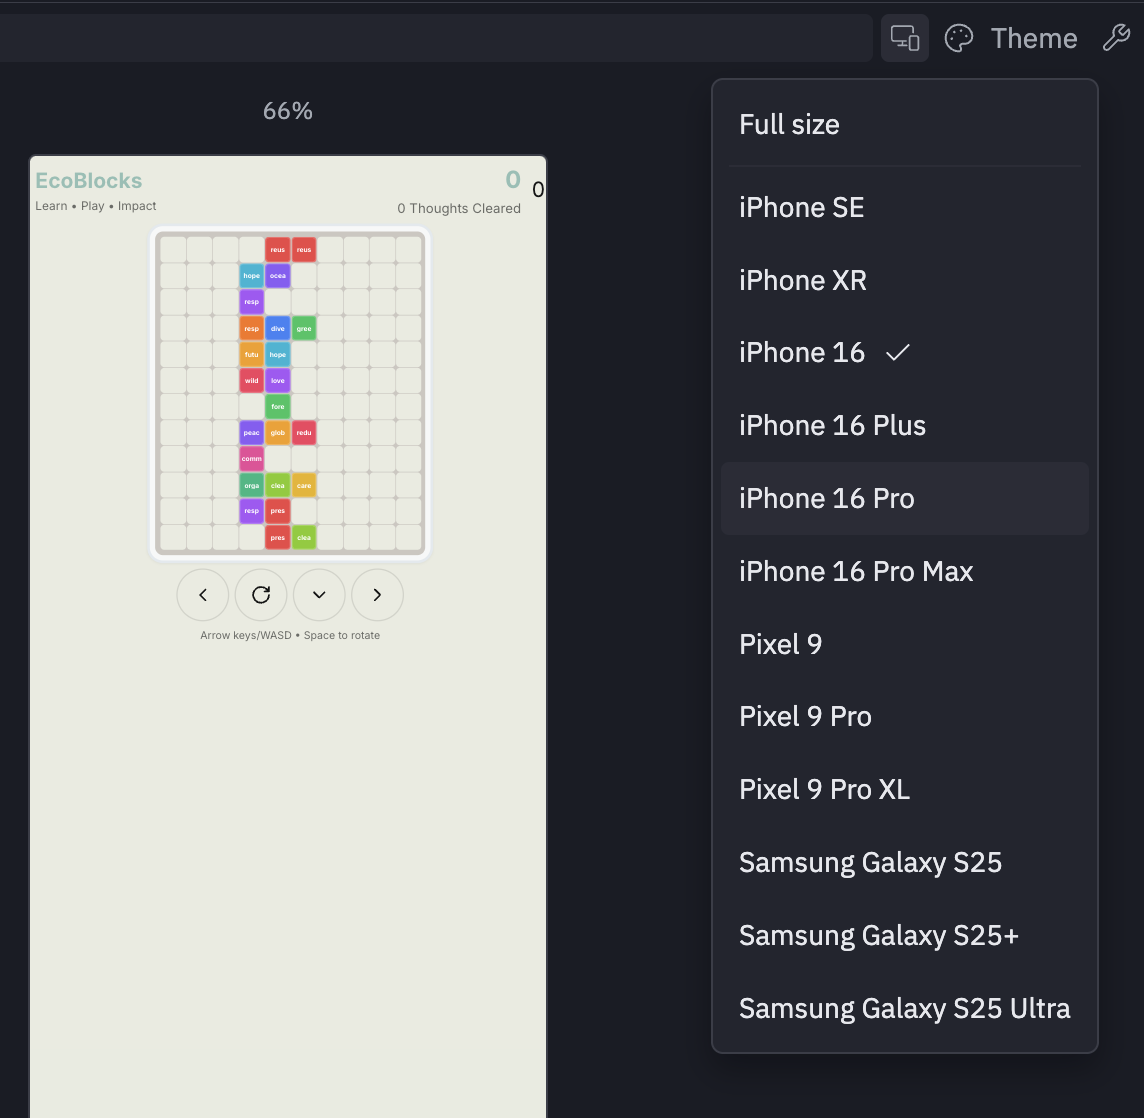 Theme
66%
Full size
iPhone SE
iPhone XR
iPhone 16
iPhone 16 Plus
iPhone 16 Pro
iPhone 16 Pro Max
Pixel 9
Pixel 9 Pro
Pixel 9 Pro XL
Samsung Galaxy S25
Samsung Galaxy S25+
Samsung Galaxy S25 Ultra
EcoBlocks
0
0
Learn • Play • Impact
0 Thoughts Cleared
reus reus
hope ocea
resp
resp dive gree
futu hope
wild love
fore
peac glob redu
comm
orga clea care
resp pres
pres clea
Arrow keys/WASD • Space to rotate